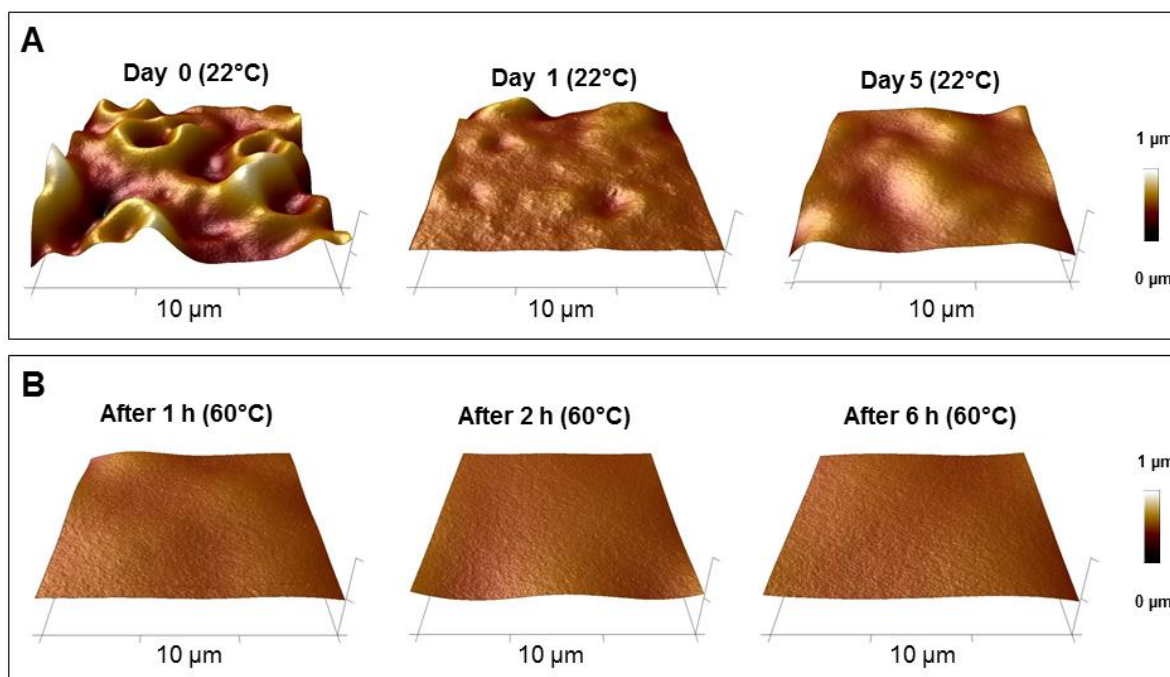 A
Day 0 (22°C)
Day 1 (22°C)
Day 5 (22°C)
1 µm
0 µm
10 µm
10 µm
10 µm
B
After 1 h (60°C)
After 2 h (60°C)
After 6 h (60°C)
1 µm
0 µm
10 µm
10 µm
10 µm